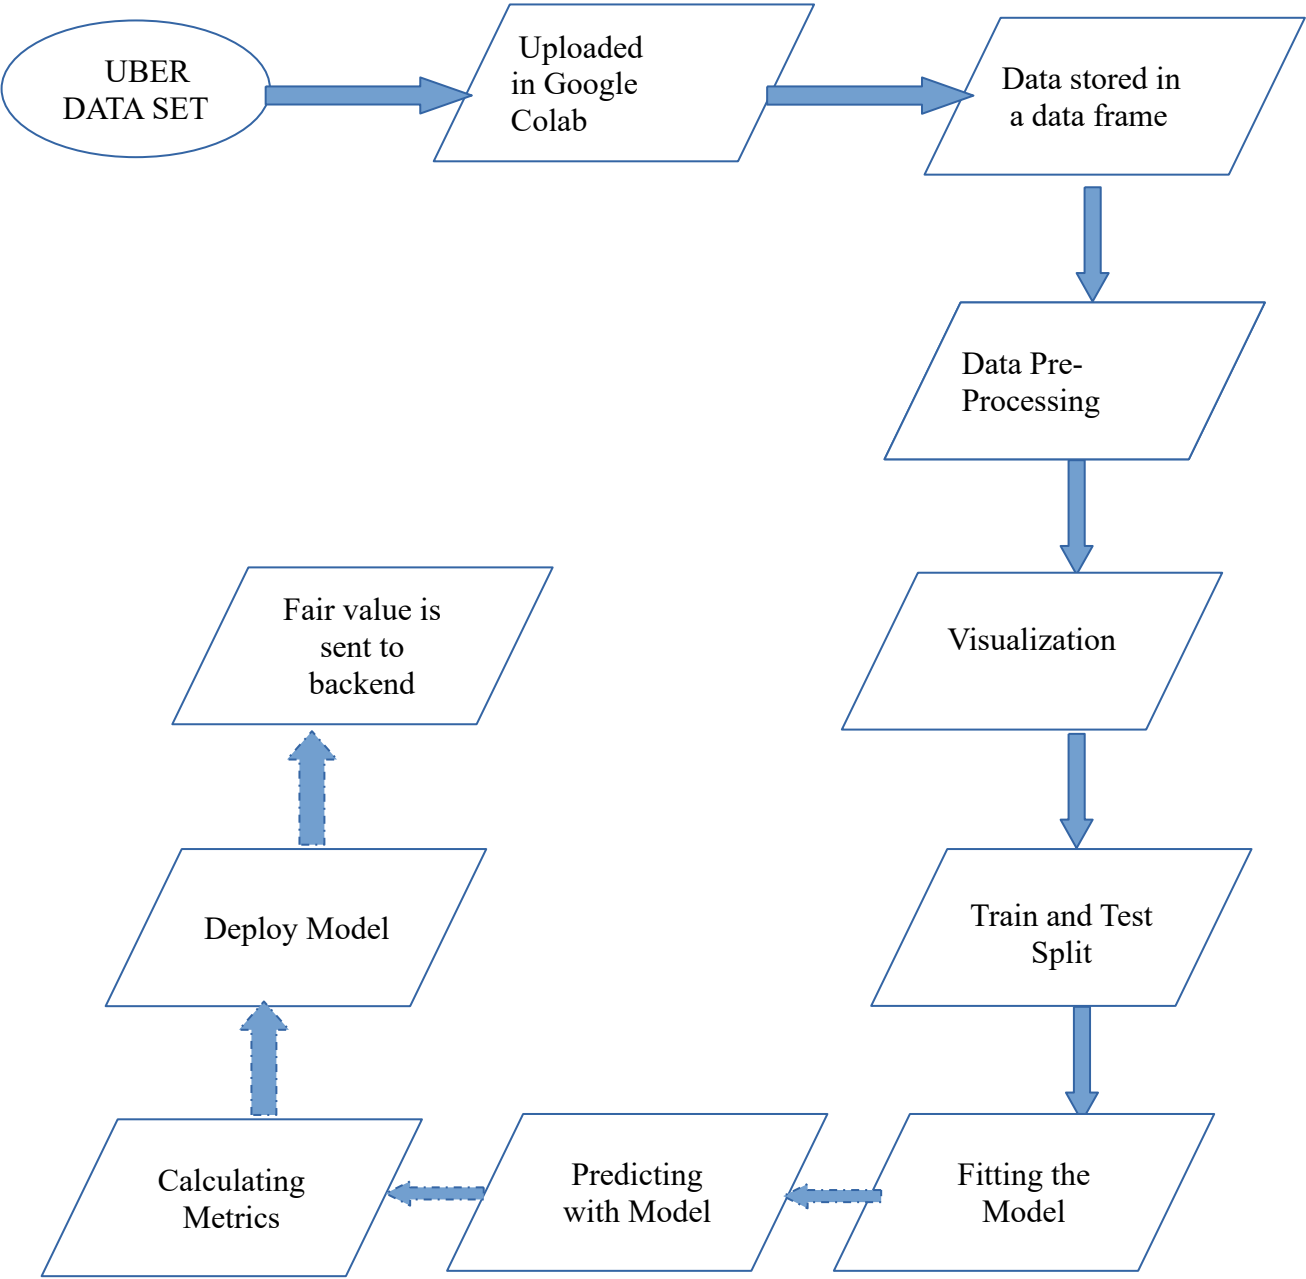 UBER
DATA SET
Uploaded
in Google
Colab
Data stored in
a data frame
Data Pre-
Processing
Visualization
Train and Test
Split
Fitting the
Model
Predicting
with Model
Calculating
Metrics
Deploy Model
Fair value is
sent to
backend